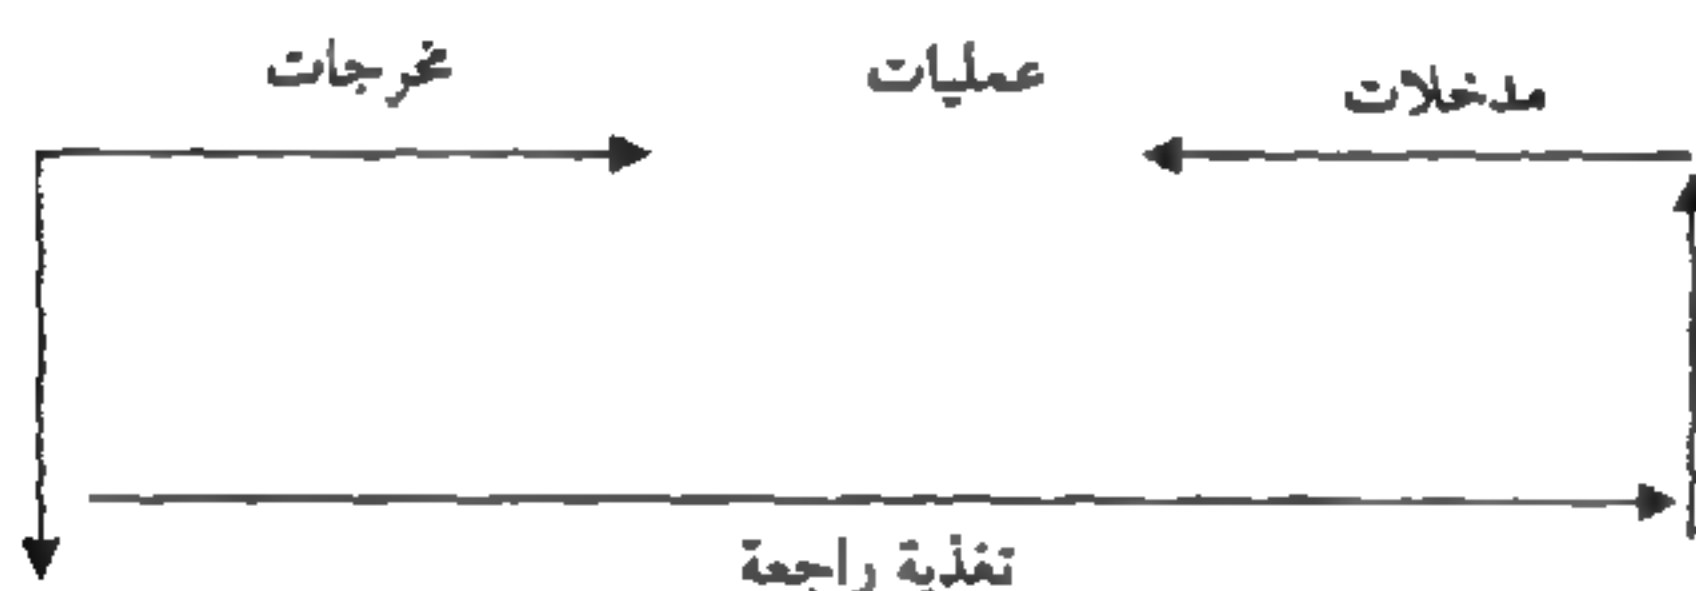 مدخلات
عمليات
مخرجات
تغذية راجعة